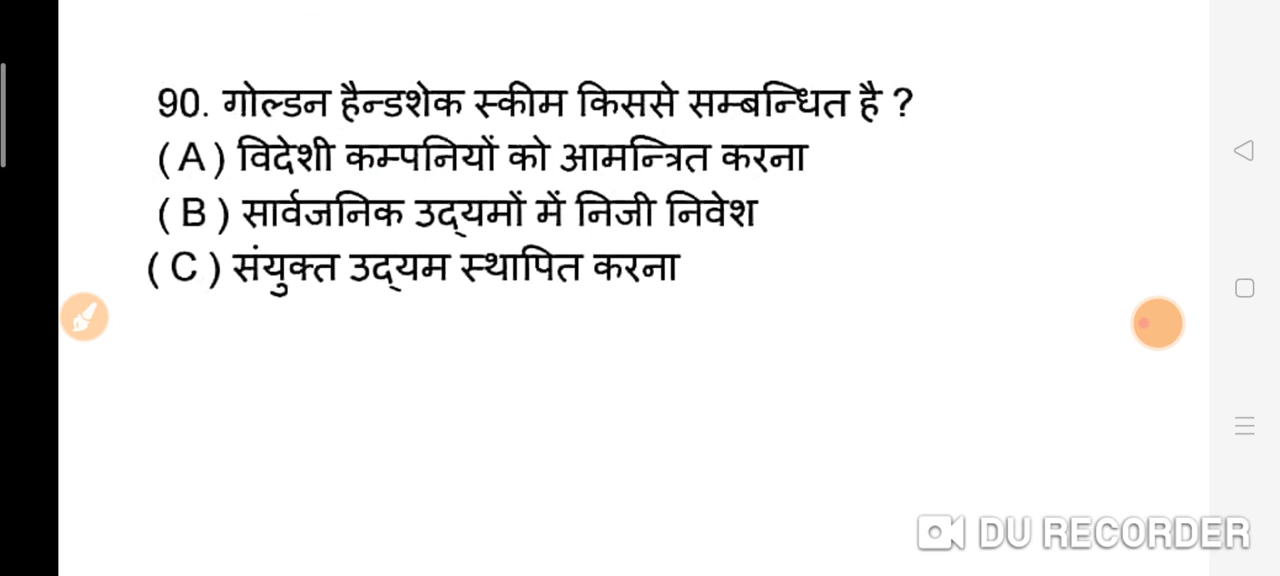 90. गोल्डन हैन्डशेक स्कीम किससे सम्बन्धित है ?
( A ) विदेशी कम्पनियों को आमन्त्रित करना
( B ) सार्वजनिक उद्‌यमों में निजी निवेश
( C ) संयुक्त उद्‌यम स्थापित करना
DU RECORDER